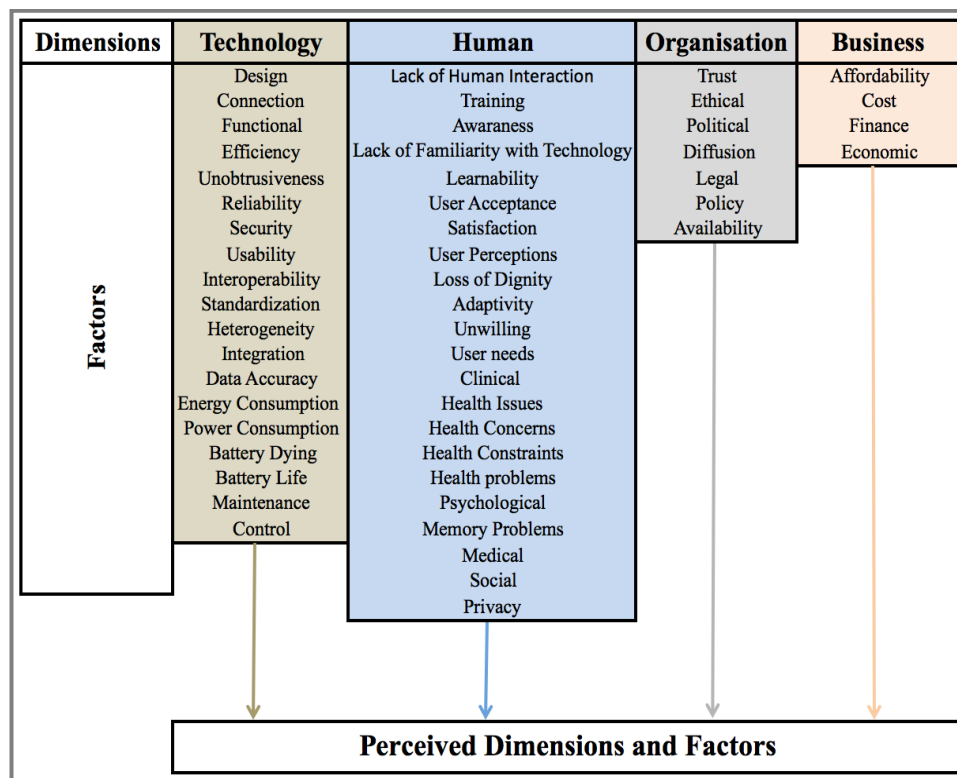 Dimensions
Technology
Human
Organisation
Business
Factors
Design
Connection
Functional
Efficiency
Unobtrusiveness
Reliability
Security
Usability
Interoperability
Standardization
Heterogeneity
Integration
Data Accuracy
Energy Consumption
Power Consumption
Battery Dying
Battery Life
Maintenance
Control
Lack of Human Interaction
Training
Awaraness
Lack of Familiarity with Technology
Learnability
User Acceptance
Satisfaction
User Perceptions
Loss of Dignity
Adaptivity
Unwilling
User needs
Clinical
Health Issues
Health Concerns
Health Constraints
Health problems
Psychological
Memory Problems
Medical
Social
Privacy
Trust
Ethical
Political
Diffusion
Legal
Policy
Availability
Affordability
Cost
Finance
Economic
Perceived Dimensions and Factors